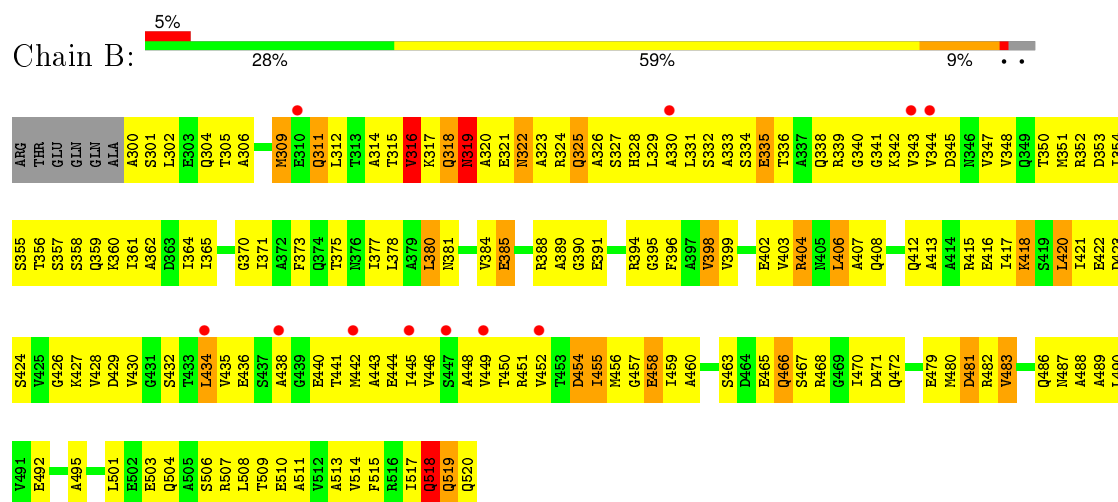 5%
Chain B:
28% 59% 9% • •
ARG THR GLU GLN GLN ALA A300 S301 L302 E303 Q304 T305 A306 M309 E310 Q311 L312 T313 A314 T315 V316 K317 Q318 N319 A320 E321 N322 A323 R324 Q325 A326 S327 H328 L329 A330 L331 S332 A333 S334 E335 T336 A337 Q338 R339 G340 G341 K342 V343 V344 D345 N346 V347 V348 Q349 T350 M351 R352 D353 I354
S355 T356 S357 S358 Q359 K360 I361 A362 D363 I364 I365 G370 I371 A372 F373 Q374 T375 N376 I377 L378 A379 L380 N381 V384 E385 R388 A389 G390 E391 R394 G395 F396 A397 V398 V399 E402 V403 R404 N405 L406 A407 Q408 Q412 A413 A414 R415 E416 I417 K418 S419 L420 I421 E422 D423
S424 V425 G426 K427 V428 D429 V430 G431 S432 T433 L434 V435 E436 S437 A438 G439 E440 T441 M442 A443 E444 I445 V446 S447 A448 V449 T450 R451 V452 T453 D454 I455 M456 G457 E458 I459 A460 S463 D464 E465 Q466 S467 R468 G469 I470 D471 Q472 E479 M480 D481 R482 V483 Q486 N487 A488 A489 L490
V491 E492 A495 L501 E502 E503 Q504 A505 S506 R507 L508 T509 E510 A511 V512 A513 V514 F515 R516 I517 Q518 Q519 Q520